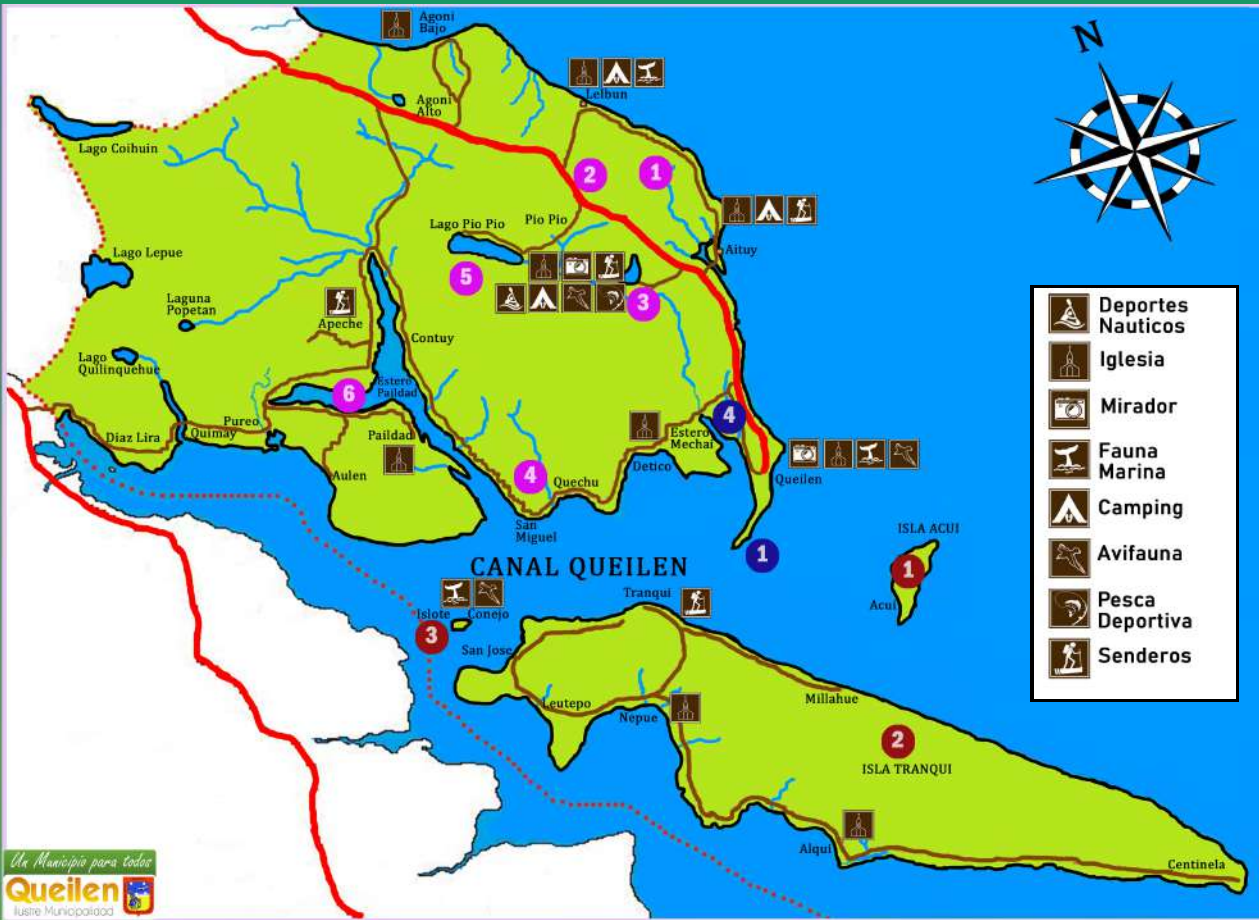 Agoni
Bajo
N
Lelbun
Agoni
Alto
Lago Coihuin
2
1
Lago Pio Pio
Pio Pio
Aituy
Lago Lepue
5
Laguna
Popetan
3
Apeche
Contuy
Lago
Quilinquehue
6
Estero
Paildad
Pureo
4
Estero
Mechai
Diaz Lira
Quimay
Paildad
Detico
Queilen
Aulen
4
Quechu
San
Miguel
ISLA ACUI
1
CANAL QUEILEN
1
Acui
Tranqui
Islote
Conejo
3
San Jose
Leutepo
Nepue
Millahue
2
ISLA TRANQUI
Alqui
Centinela
Deportes
Nauticos
Iglesia
Mirador
Fauna
Marina
Camping
Avifauna
Pesca
Deportiva
Senderos
Un Municipio para todos
Queilen
Ilustre Municipalidad